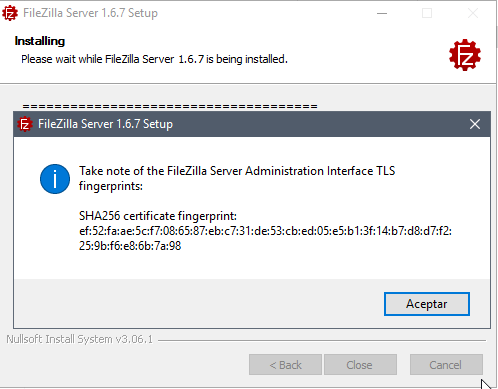 FileZilla Server 1.6.7 Setup
Installing
Please wait while FileZilla Server 1.6.7 is being installed.
=====================================
FileZilla Server 1.6.7 Setup
Take note of the FileZilla Server Administration Interface TLS
fingerprints:
SHA256 certificate fingerprint:
ef:52:fa:ae:5c:f7:08:65:87:eb:c7:31:de:53:cb:ed:05:e5:b1:3f:14:b7:d8:d7:f2:
25:9b:f6:e8:6b:7a:98
Aceptar
Nullsoft Install System v3.06.1
< Back
Close
Cancel